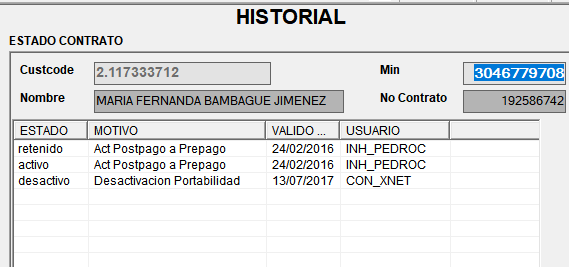 HISTORIAL
ESTADO CONTRATO
Custcode 2.117333712 Min 3046779708
Nombre MARIA FERNANDA BAMBAGUE JIMENEZ No Contrato 192586742
ESTADO MOTIVO VALIDO ... USUARIO
retenido Act Postpago a Prepago 24/02/2016 INH_PEDROC
activo Act Postpago a Prepago 24/02/2016 INH_PEDROC
desactivo Desactivacion Portabilidad 13/07/2017 CON_XNET